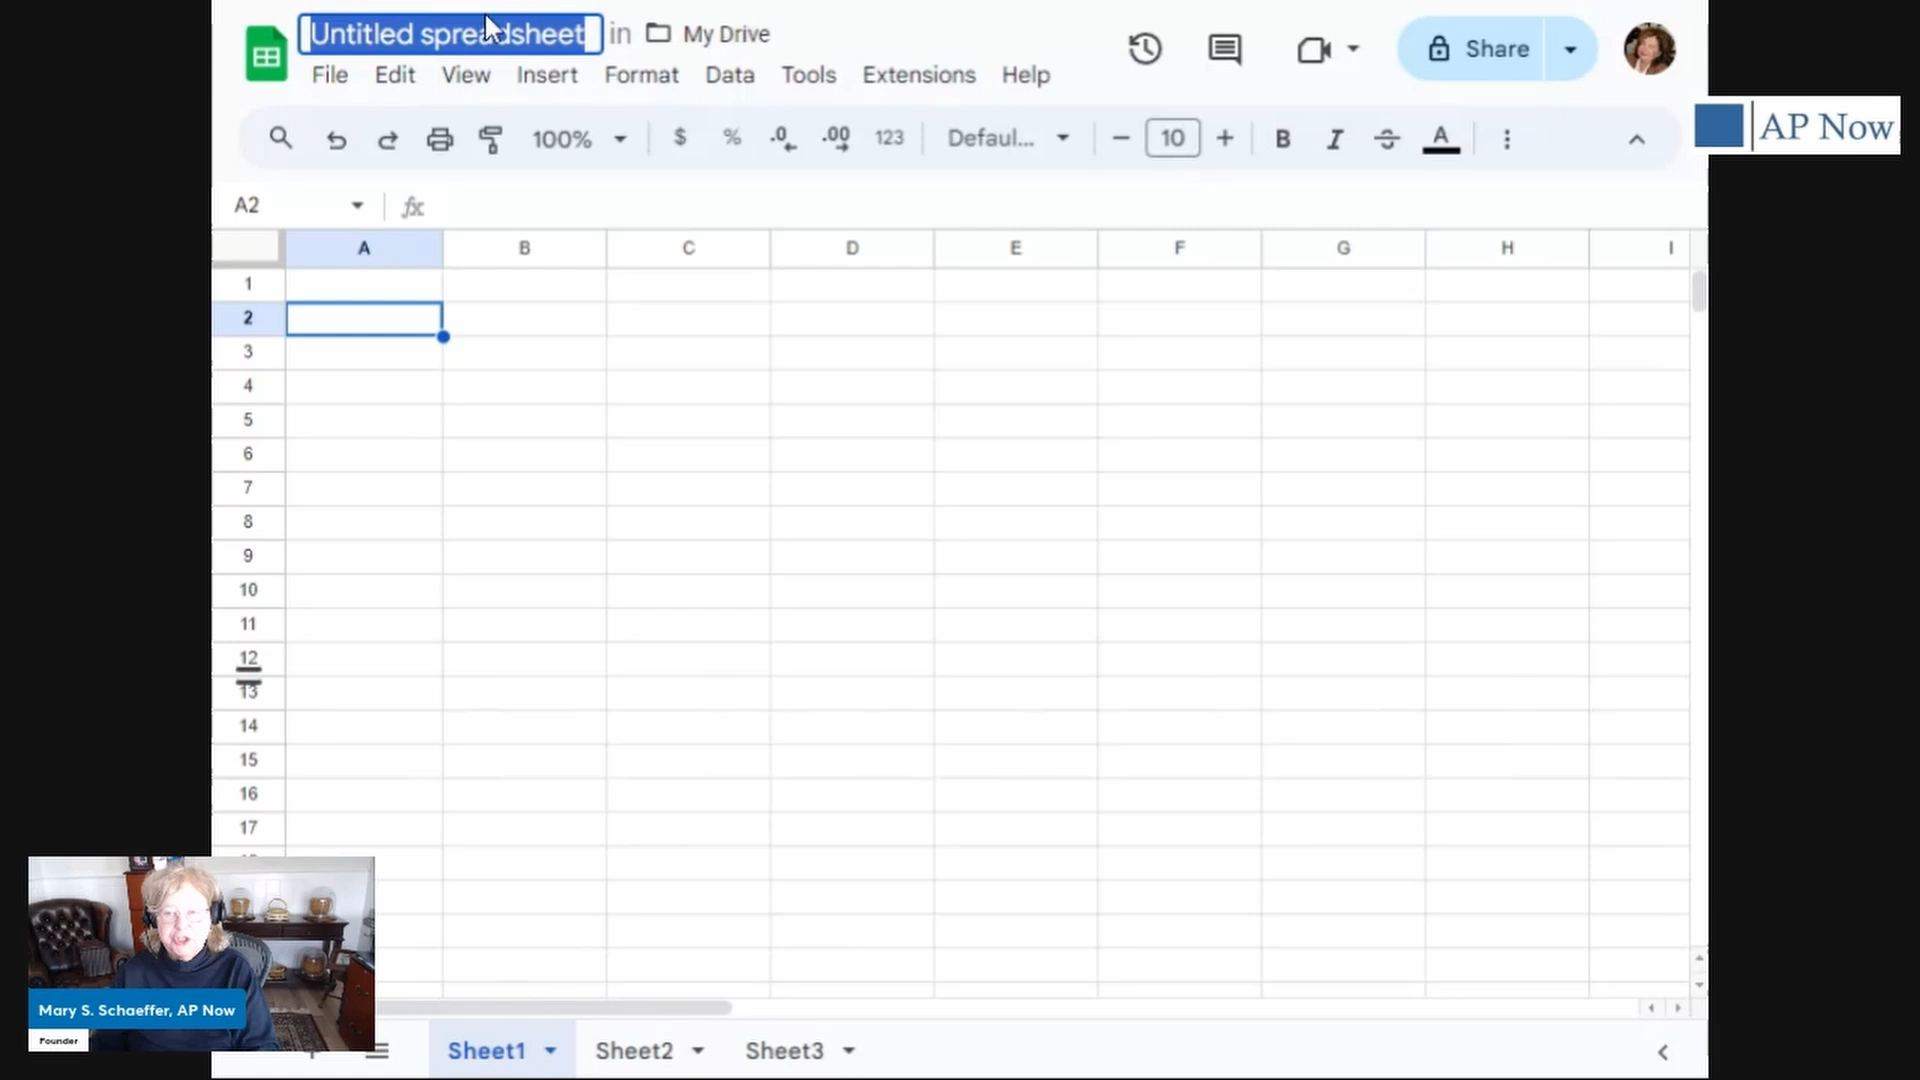 Untitled spreadsheet in My Drive
File Edit View Insert Format Data Tools Extensions Help
Share
100% $ % .0 .00 123 Defaul... 10 B I S A
AP Now
A2 fx
A B C D E F G H I
1
2
3
4
5
6
7
8
9
10
11
12
13
14
15
16
17
Mary S. Schaeffer, AP Now
Founder
Sheet1 Sheet2 Sheet3